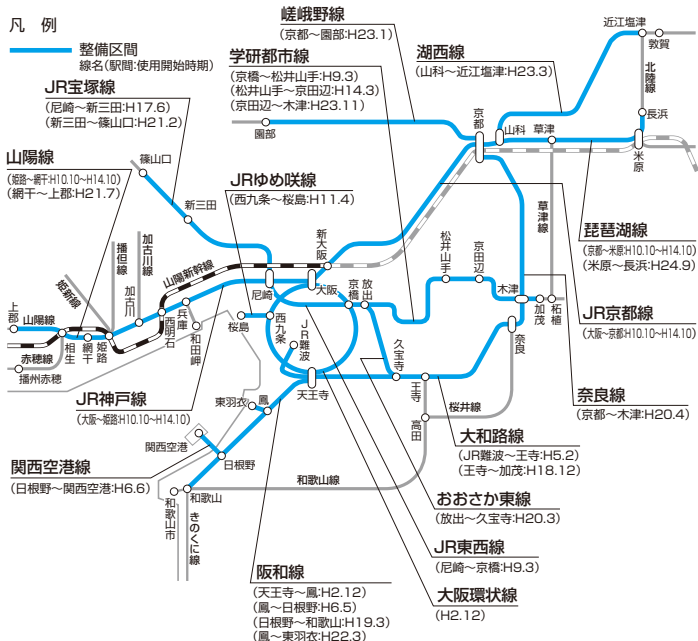 凡 例
整備区間
線名(駅間:使用開始時期)
嵯峨野線
(京都～園部:H23.1)
湖西線
(山科～近江塩津:H23.3)
学研都市線
(京橋～松井山手:H9.3)
(松井山手～京田辺:H14.3)
(京田辺～木津:H23.11)
JR宝塚線
(尼崎～新三田:H17.6)
(新三田～篠山口:H21.2)
山陽線
(姫路～網干:H10.10～H14.10)
(網干～上郡:H21.7)
JRゆめ咲線
(西九条～桜島:H11.4)
琵琶湖線
(京都～米原:H10.10～H14.10)
(米原～長浜:H24.9)
JR京都線
(大阪～京都:H10.10～H14.10)
奈良線
(京都～木津:H20.4)
JR神戸線
(大阪～姫路:H10.10～H14.10)
大和路線
(JR難波～王寺:H5.2)
(王寺～加茂:H18.12)
関西空港線
(日根野～関西空港:H6.6)
おおさか東線
(放出～久宝寺:H20.3)
JR東西線
(尼崎～京橋:H9.3)
阪和線
(天王寺～鳳:H2.12)
(鳳～日根野:H6.5)
(日根野～和歌山:H19.3)
(鳳～東羽衣:H22.3)
大阪環状線
(H2.12)
近江塩津
敦賀
北陸線
長浜
米原
京都
山科
草津
草津線
園部
篠山口
新三田
新大阪
大阪
尼崎
京橋
放出
松井山手
京田辺
木津
加茂
柘植
奈良
播但線
加古川線
姫新線
加古川
山陽新幹線
上郡
山陽線
赤穂線
播州赤穂
相生
網干
姫路
西明石
兵庫
和田岬
桜島
西九条
JR難波
天王寺
久宝寺
王寺
高田
桜井線
東羽衣
鳳
関西空港
日根野
和歌山線
和歌山
和歌山市
きのくに線